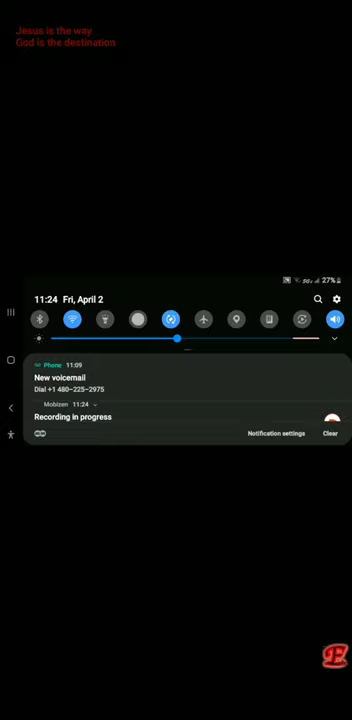 Jesus is the way
God is the destination
27%
11:24 Fri, April 2
Phone 11:09
New voicemail
Dial +1 480-225-2975
Mobizen 11:24
Recording in progress
Notification settings Clear
E